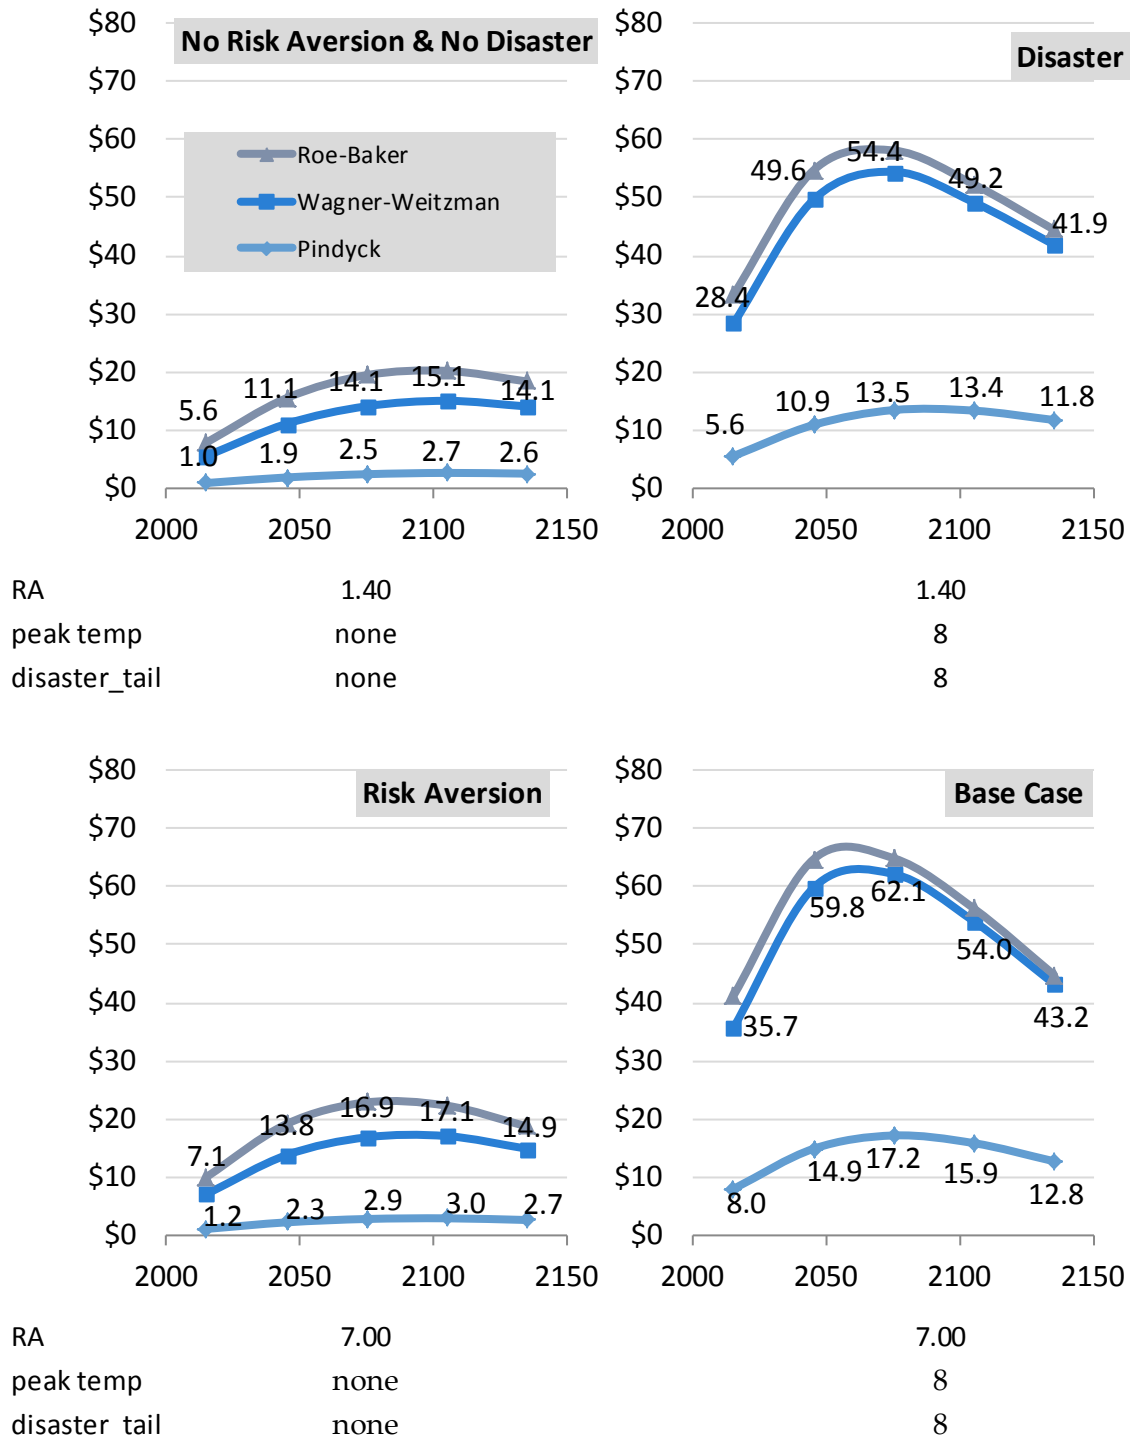 No Risk Aversion & No Disaster
$80
$70
$60
$50
$40
$30
$20
$10
$0
Roe-Baker
Wagner-Weitzman
Pindyck
5.6 11.1 14.1 15.1 14.1
1.0 1.9 2.5 2.7 2.6
2000 2050 2100 2150
Disaster
$80
$70
$60
$50
$40
$30
$20
$10
$0
28.4 49.6 54.4 49.2 41.9
5.6 10.9 13.5 13.4 11.8
2000 2050 2100 2150
RA 1.40 1.40
peak temp none 8
disaster_tail none 8
Risk Aversion
$80
$70
$60
$50
$40
$30
$20
$10
$0
7.1 13.8 16.9 17.1 14.9
1.2 2.3 2.9 3.0 2.7
2000 2050 2100 2150
Base Case
$80
$70
$60
$50
$40
$30
$20
$10
$0
35.7 59.8 62.1 54.0 43.2
8.0 14.9 17.2 15.9 12.8
2000 2050 2100 2150
RA 7.00 7.00
peak temp none 8
disaster tail none 8